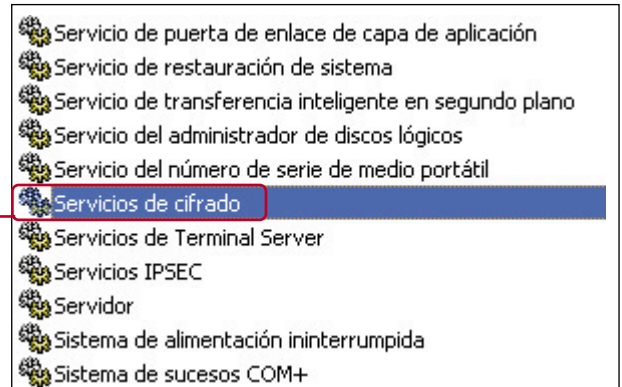 Servicio de puerta de enlace de capa de aplicación
Servicio de restauración de sistema
Servicio de transferencia inteligente en segundo plano
Servicio del administrador de discos lógicos
Servicio del número de serie de medio portátil
Servicios de cifrado
Servicios de Terminal Server
Servicios IPSEC
Servidor
Sistema de alimentación ininterrumpida
Sistema de sucesos COM+